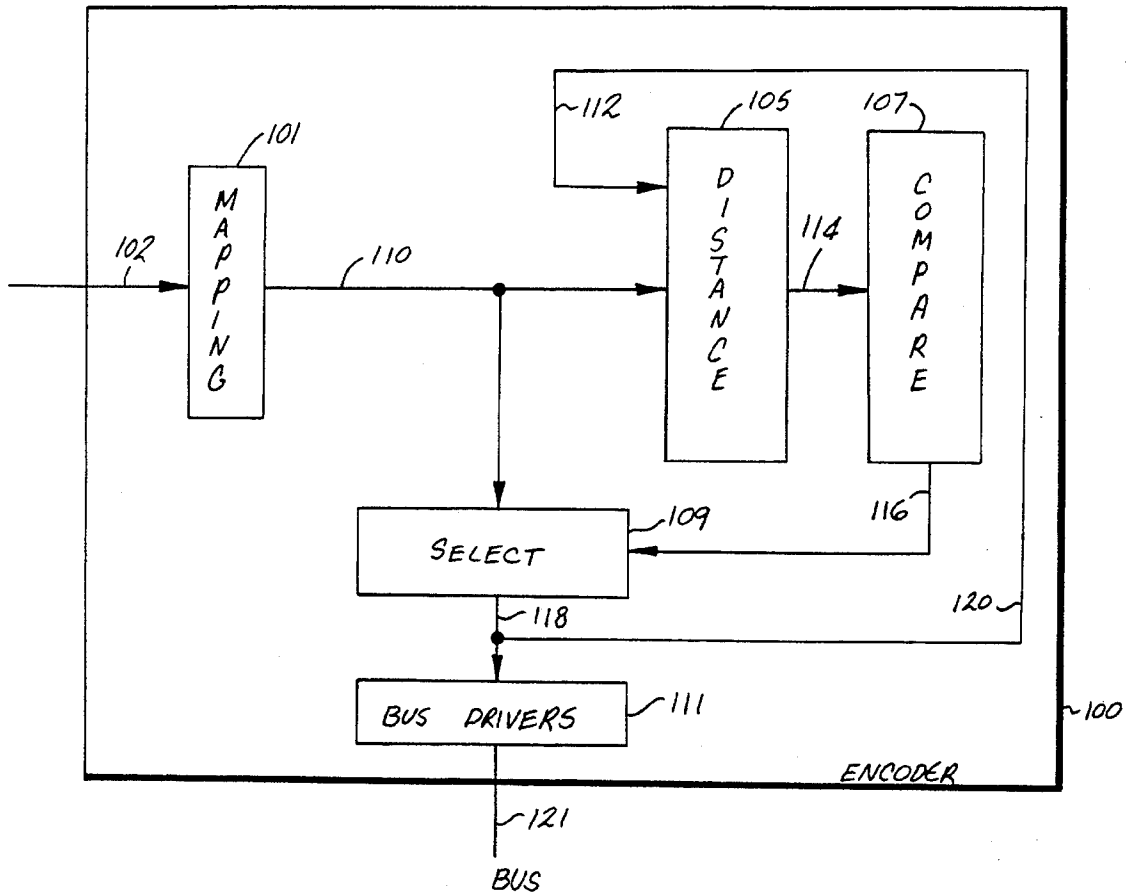 112
105
107
101
MAPPING
DISTANCE
COMPARE
102
110
114
116
109
SELECT
118
120
BUS DRIVERS
111
100
ENCODER
121
BUS